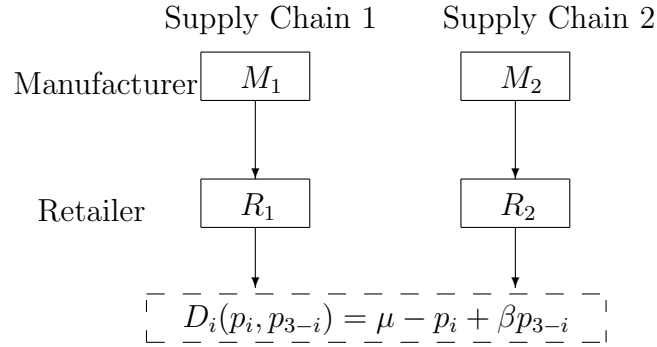 Supply Chain 1 Supply Chain 2
Manufacturer M₁ M₂
Retailer R₁ R₂
Dᵢ(pᵢ, p₃₋ᵢ) = μ − pᵢ + βp₃₋ᵢ